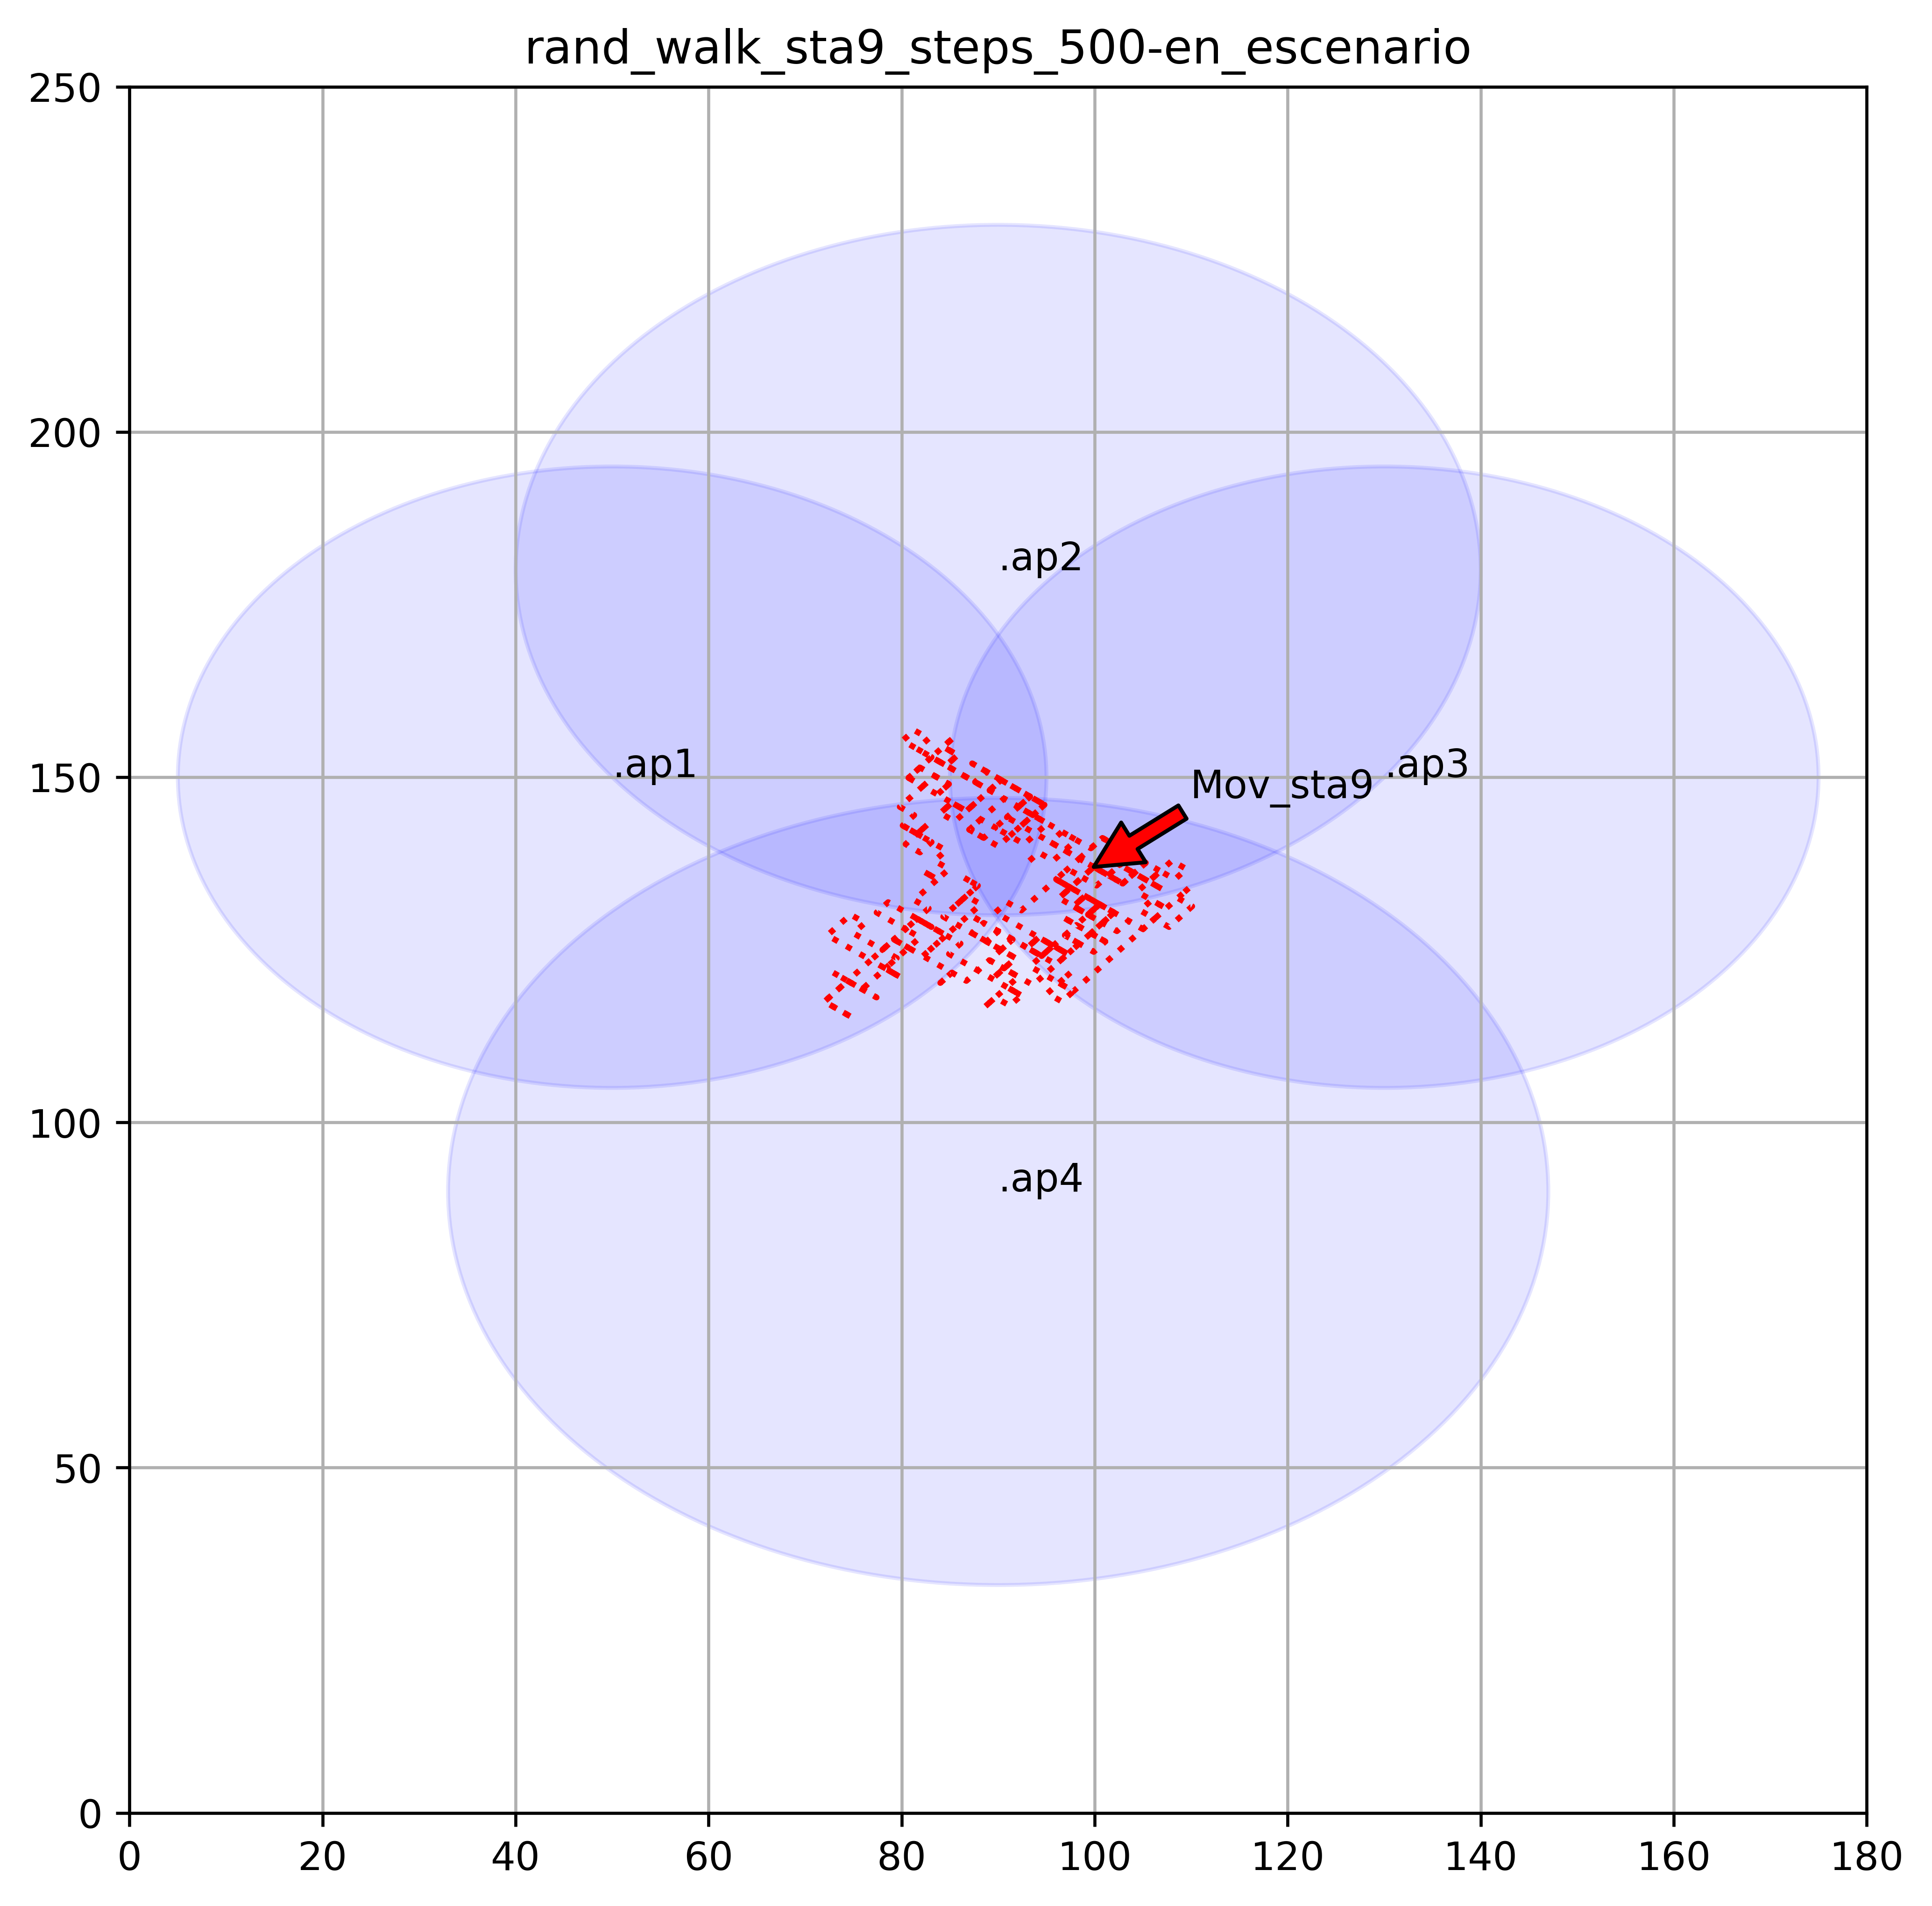 rand_walk_sta9_steps_500-en_escenario
250
200
.ap2
150
.ap1
Mov_sta9
.ap3
100
.ap4
50
0
0 20 40 60 80 100 120 140 160 180